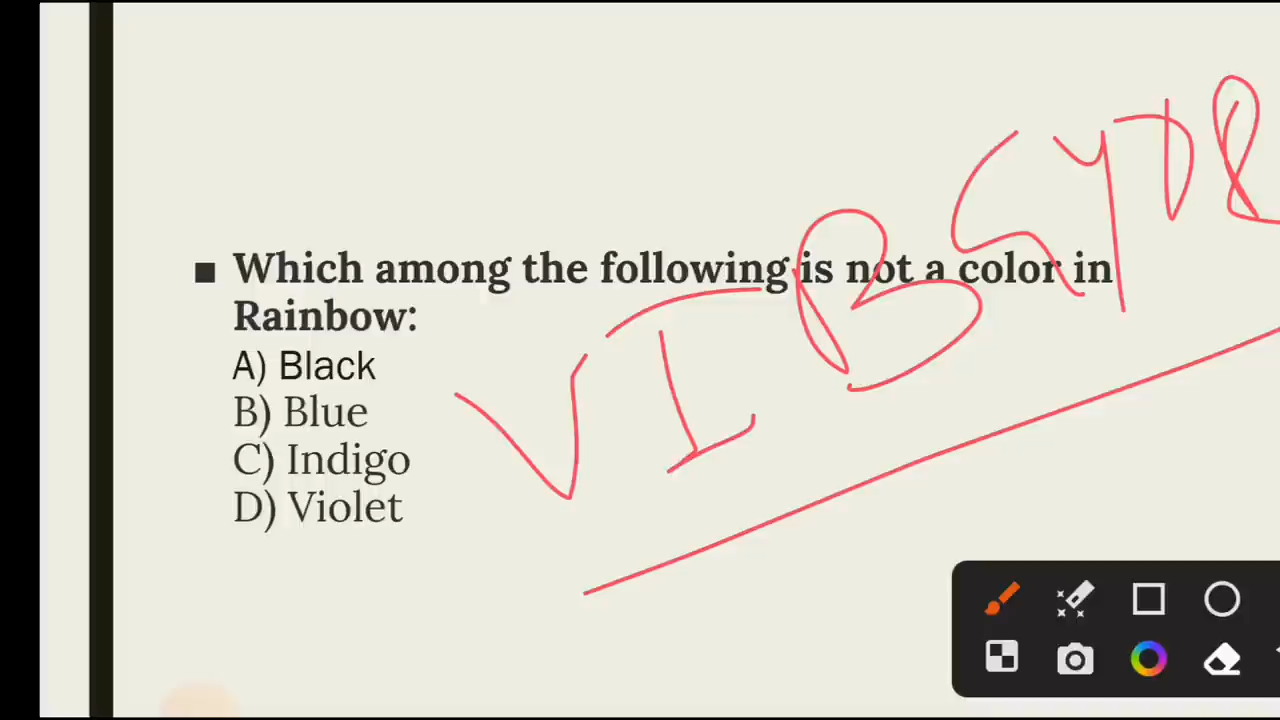 ■ Which among the following is not a color in
Rainbow:
A) Black
B) Blue
C) Indigo
D) Violet
VIBGYOR